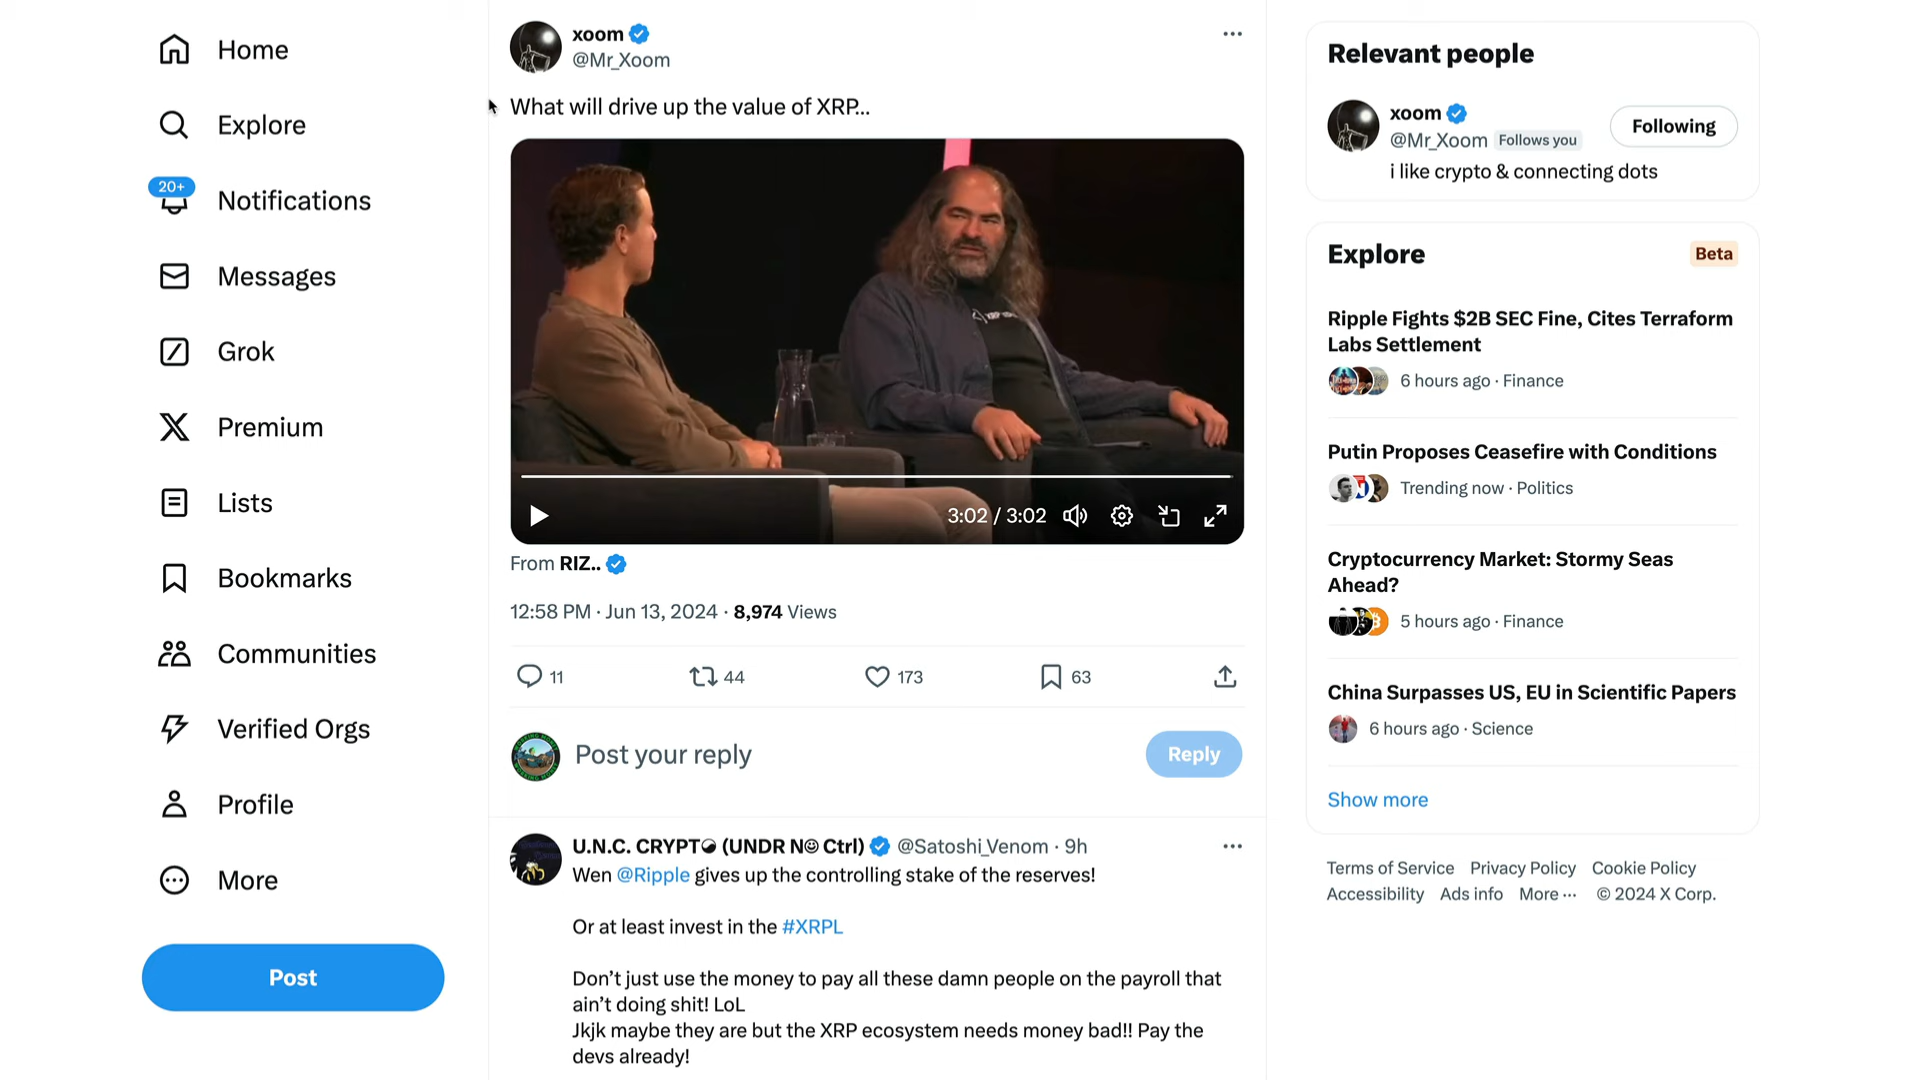 Home
Explore
20+
Notifications
Messages
Grok
Premium
Lists
Bookmarks
Communities
Verified Orgs
Profile
More
Post
xoom
@Mr_Xoom
What will drive up the value of XRP...
3:02 / 3:02
From RIZ..
12:58 PM · Jun 13, 2024 · 8,974 Views
11 44 173 63
Post your reply
Reply
U.N.C. CRYPT (UNDR N Ctrl) @Satoshi_Venom · 9h
Wen @Ripple gives up the controlling stake of the reserves!
Or at least invest in the #XRPL
Don’t just use the money to pay all these damn people on the payroll that
ain’t doing shit! LoL
Jkjk maybe they are but the XRP ecosystem needs money bad!! Pay the
devs already!
Relevant people
xoom
@Mr_Xoom Follows you
Following
i like crypto & connecting dots
Explore
Beta
Ripple Fights $2B SEC Fine, Cites Terraform
Labs Settlement
6 hours ago · Finance
Putin Proposes Ceasefire with Conditions
Trending now · Politics
Cryptocurrency Market: Stormy Seas
Ahead?
5 hours ago · Finance
China Surpasses US, EU in Scientific Papers
6 hours ago · Science
Show more
Terms of Service Privacy Policy Cookie Policy
Accessibility Ads info More ··· © 2024 X Corp.